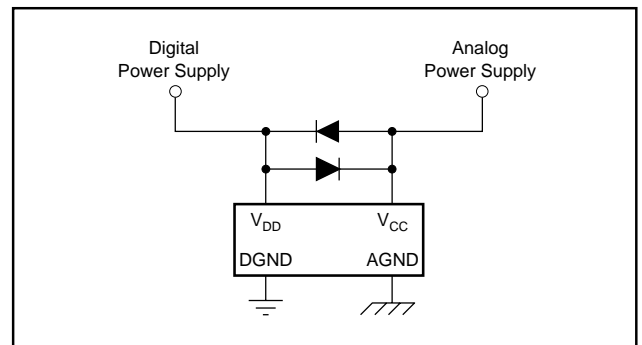 Digital
Power Supply
Analog
Power Supply
V_DD V_CC
DGND AGND